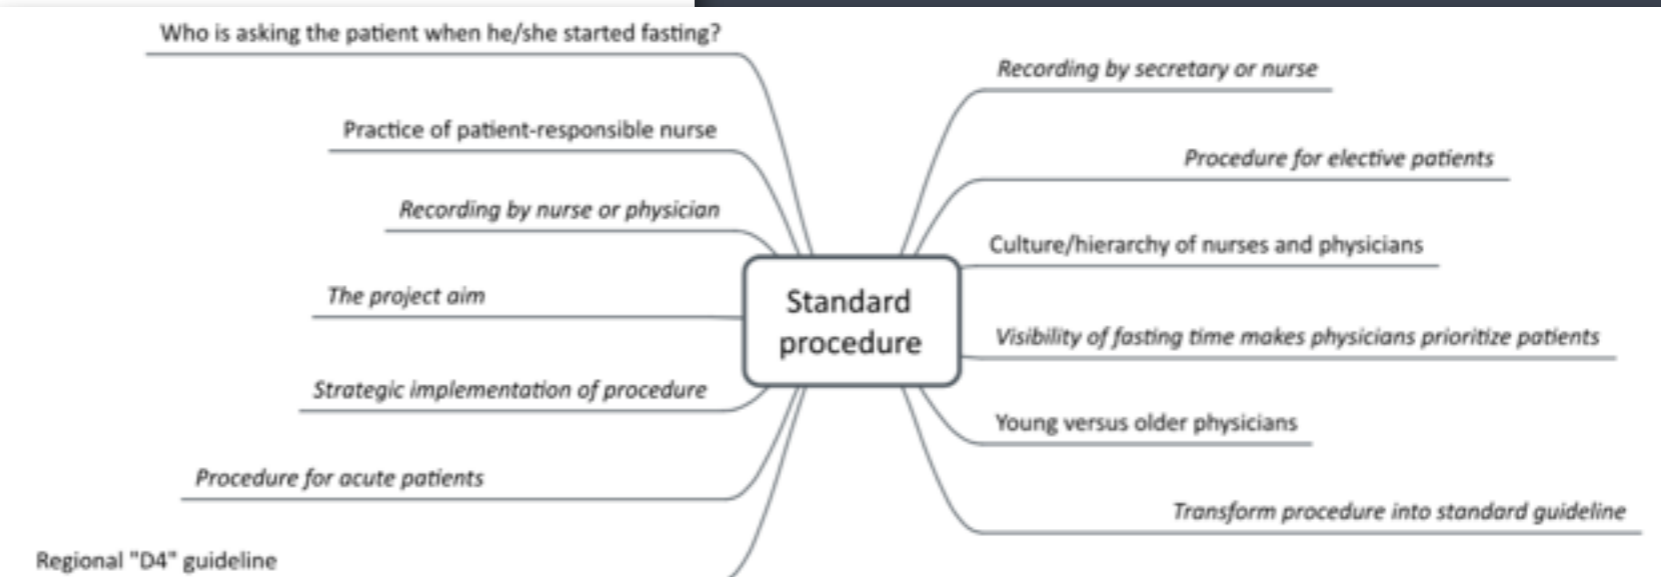 Who is asking the patient when he/she started fasting?
Practice of patient-responsible nurse
Recording by nurse or physician
The project aim
Strategic implementation of procedure
Procedure for acute patients
Regional "D4" guideline
Standard
procedure
Recording by secretary or nurse
Procedure for elective patients
Culture/hierarchy of nurses and physicians
Visibility of fasting time makes physicians prioritize patients
Young versus older physicians
Transform procedure into standard guideline